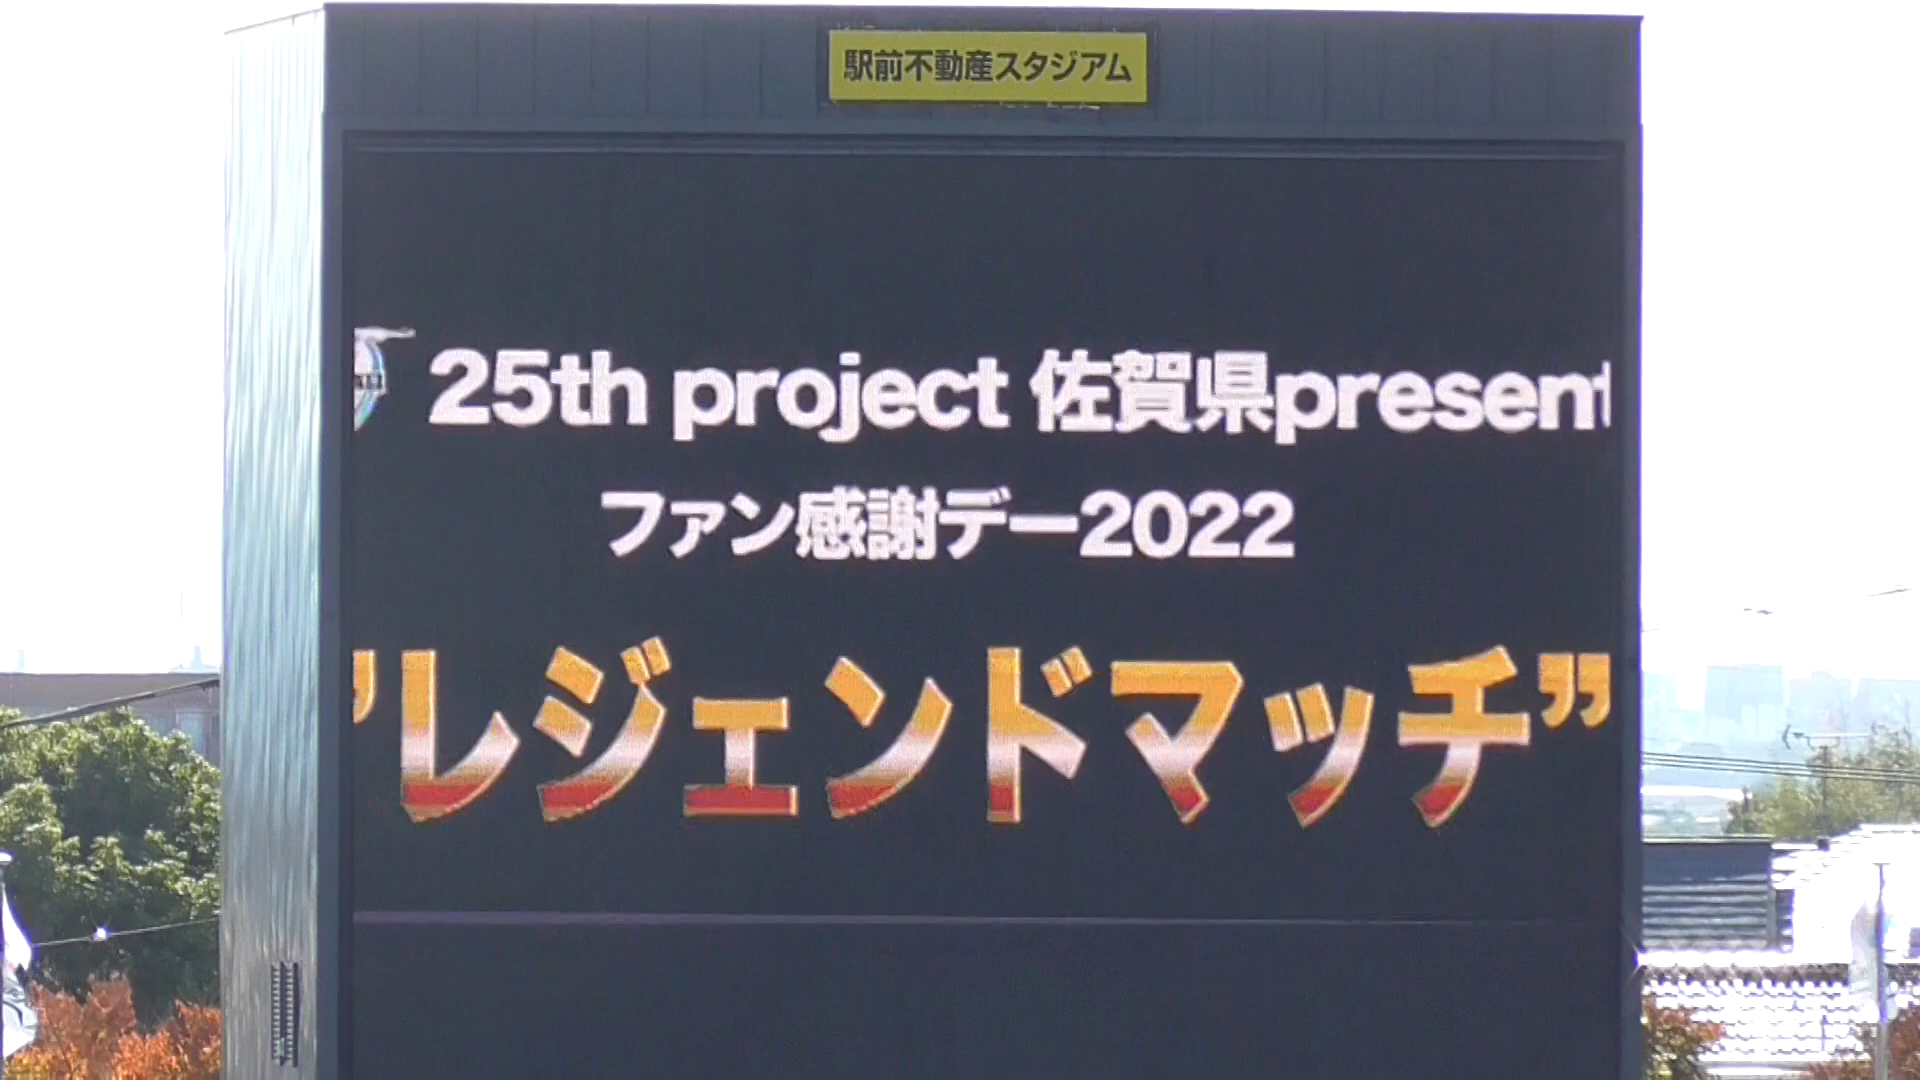 駅前不動産スタジアム
25th project 佐賀県present
ファン感謝デー2022
”レジェンドマッチ”